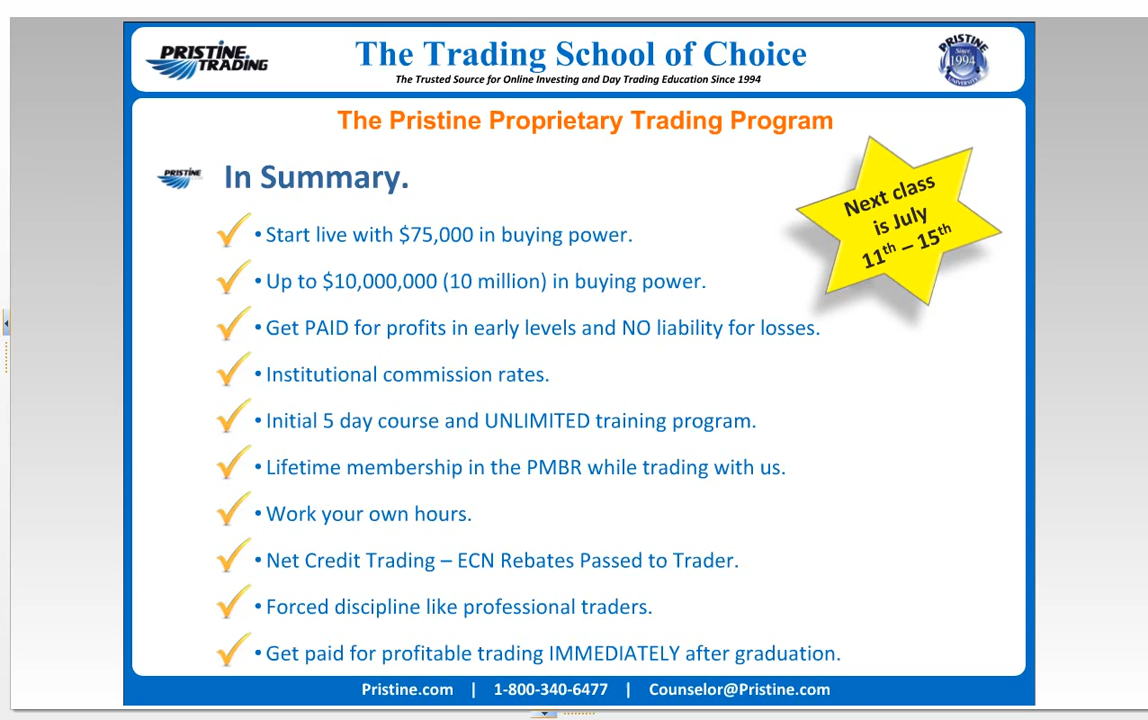 PRISTINE
TRADING
The Trading School of Choice
The Trusted Source for Online Investing and Day Trading Education Since 1994
PRISTINE
Since
1994
UNIVERSITY
The Pristine Proprietary Trading Program
PRISTINE
In Summary.
Next class
is July
11th – 15th
• Start live with $75,000 in buying power.
• Up to $10,000,000 (10 million) in buying power.
• Get PAID for profits in early levels and NO liability for losses.
• Institutional commission rates.
• Initial 5 day course and UNLIMITED training program.
• Lifetime membership in the PMBR while trading with us.
• Work your own hours.
• Net Credit Trading – ECN Rebates Passed to Trader.
• Forced discipline like professional traders.
• Get paid for profitable trading IMMEDIATELY after graduation.
Pristine.com | 1-800-340-6477 | Counselor@Pristine.com